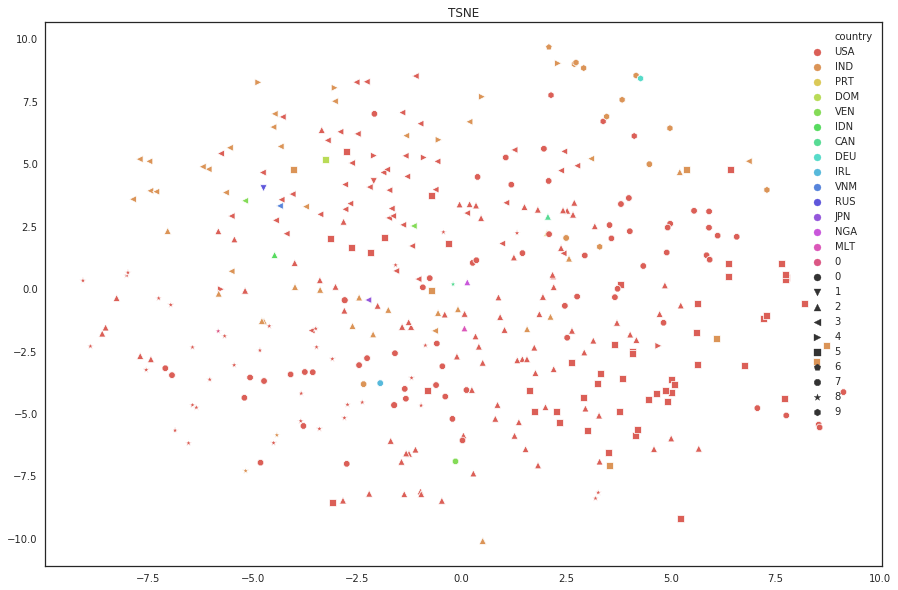 TSNE
country
USA
IND
PRT
DOM
VEN
IDN
CAN
DEU
IRL
VNM
RUS
JPN
NGA
MLT
0
0
1
2
3
4
5
6
7
8
9
10.0
7.5
5.0
2.5
0.0
−2.5
−5.0
−7.5
−10.0
−7.5 −5.0 −2.5 0.0 2.5 5.0 7.5 10.0